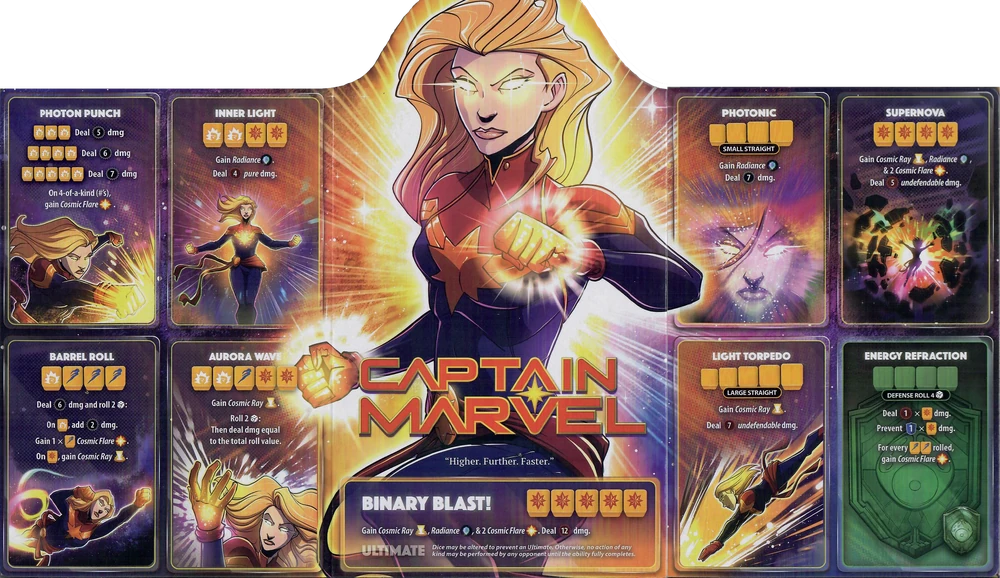 PHOTON PUNCH
Deal 5 dmg
Deal 6 dmg
Deal 7 dmg
On 4-of-a-kind (#'s),
gain Cosmic Flare .
INNER LIGHT
Gain Radiance .
Deal 4 pure dmg.
PHOTONIC
SMALL STRAIGHT
Gain Radiance .
Deal 7 dmg.
SUPERNOVA
Gain Cosmic Ray , Radiance ,
& 2 Cosmic Flare .
Deal 5 undefendable dmg.
BARREL ROLL
Deal 6 dmg and roll 2 :
On , add 2 dmg.
Gain 1 × Cosmic Flare .
On , gain Cosmic Ray .
AURORA WAVE
Gain Cosmic Ray .
Roll 2 :
Then deal dmg equal
to the total roll value.
CAPTAIN
MARVEL
"Higher. Further. Faster."
BINARY BLAST!
Gain Cosmic Ray , Radiance , & 2 Cosmic Flare . Deal 12 dmg.
ULTIMATE
Dice may be altered to prevent an Ultimate. Otherwise, no action of any
kind may be performed by any opponent until the ability fully completes.
LIGHT TORPEDO
LARGE STRAIGHT
Gain Cosmic Ray .
Deal 7 undefendable dmg.
ENERGY REFRACTION
DEFENSE ROLL 4
Deal 1 × dmg.
Prevent 1 × dmg.
For every rolled,
gain Cosmic Flare .